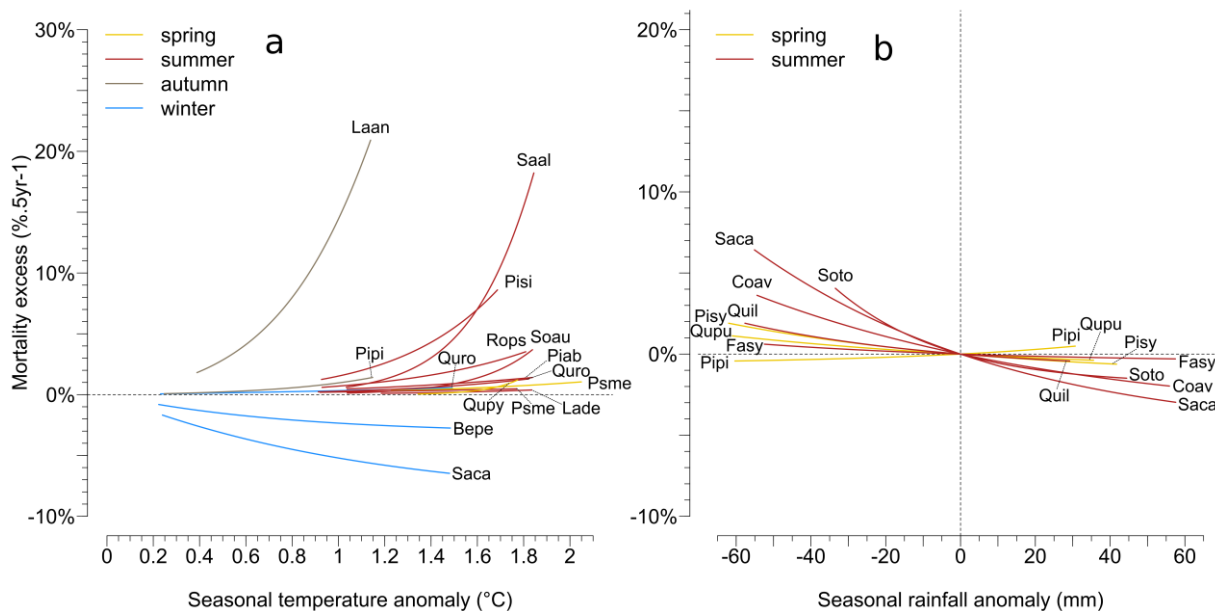 30%
20%
10%
0%
-10%
Mortality excess (%.5yr-1)
spring
summer
autumn
winter
a
Laan
Saal
Pisi
Pipi
Quro
Rops
Soau
Piab
Quro
Psme
Qupy
Psme
Lade
Bepe
Saca
0
0.2
0.4
0.6
0.8
1
1.2
1.4
1.6
1.8
2
Seasonal temperature anomaly (°C)
20%
10%
0%
-10%
spring
summer
b
Saca
Soto
Coav
Pisy
Quil
Qupu
Fasy
Pipi
Pipi
Qupu
Pisy
Fasy
Soto
Quil
Coav
Saca
-60
-40
-20
0
20
40
60
Seasonal rainfall anomaly (mm)